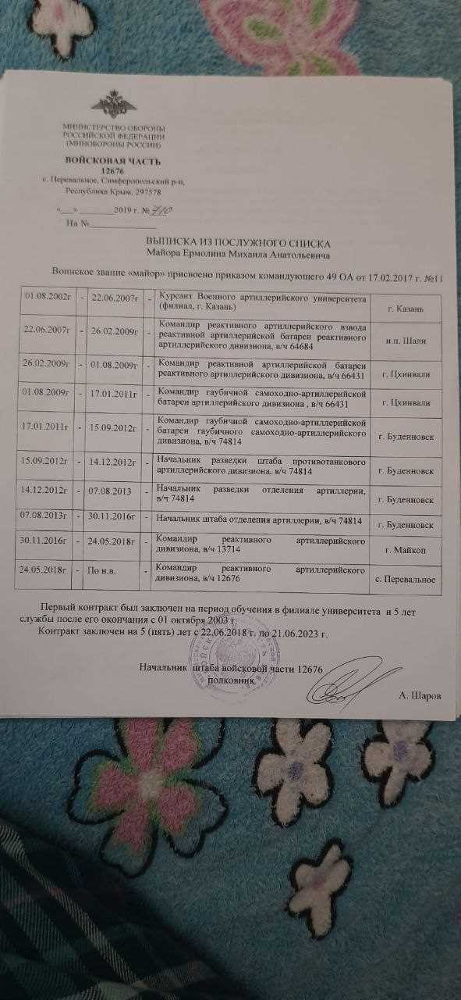 МИНИСТЕРСТВО ОБОРОНЫ
РОССИЙСКОЙ ФЕДЕРАЦИИ
(МИНОБОРОНЫ РОССИИ)
ВОЙСКОВАЯ ЧАСТЬ
12676
с. Перевальное, Симферопольский р-н,
Республика Крым, 297578
«___» ________2019 г. № 710
На №______________
ВЫПИСКА ИЗ ПОСЛУЖНОГО СПИСКА
Майора Ермолина Михаила Анатольевича
Воинское звание «майор» присвоено приказом командующего 49 ОА от 17.02.2017 г. №11
01.08.2002г - 22.06.2007г - Курсант Военного артиллерийского университета
(филиал, г. Казань) г. Казань
22.06.2007г - 26.02.2009г - Командир реактивного артиллерийского взвода
реактивной артиллерийской батареи реактивного
артиллерийского дивизиона, в/ч 64684 н.п. Шали
26.02.2009г - 01.08.2009г - Командир реактивной артиллерийской батареи
реактивного артиллерийского дивизиона, в/ч 66431 г. Цхинвали
01.08.2009г - 17.01.2011г - Командир гаубичной самоходно-артиллерийской
батареи артиллерийского дивизиона , в/ч 66431 г. Цхинвали
17.01.2011г - 15.09.2012г - Командир гаубичной самоходно-артиллерийской
батареи гаубичного самоходно-артиллерийского
дивизиона, в/ч 74814 г. Буденновск
15.09.2012г - 14.12.2012г - Начальник разведки штаба противотанкового
артиллерийского дивизиона, в/ч 74814 г. Буденновск
14.12.2012г - 07.08.2013 - Начальник разведки отделения артиллерии,
в/ч 74814 г. Буденновск
07.08.2013г - 30.11.2016г - Начальник штаба отделения артиллерии, в/ч 74814 г. Буденновск
30.11.2016г - 24.05.2018г - Командир реактивного артиллерийского
дивизиона, в/ч 13714 г. Майкоп
24.05.2018г - По н.в. - Командир реактивного артиллерийского
дивизиона, в/ч 12676 с. Перевальное
Первый контракт был заключен на период обучения в филиале университета и 5 лет
службы после его окончания с 01 октября 2003 г.
Контракт заключен на 5 (пять) лет с 22.06.2018 г. по 21.06.2023 г.
Начальник штаба войсковой части 12676
полковник
А. Шаров